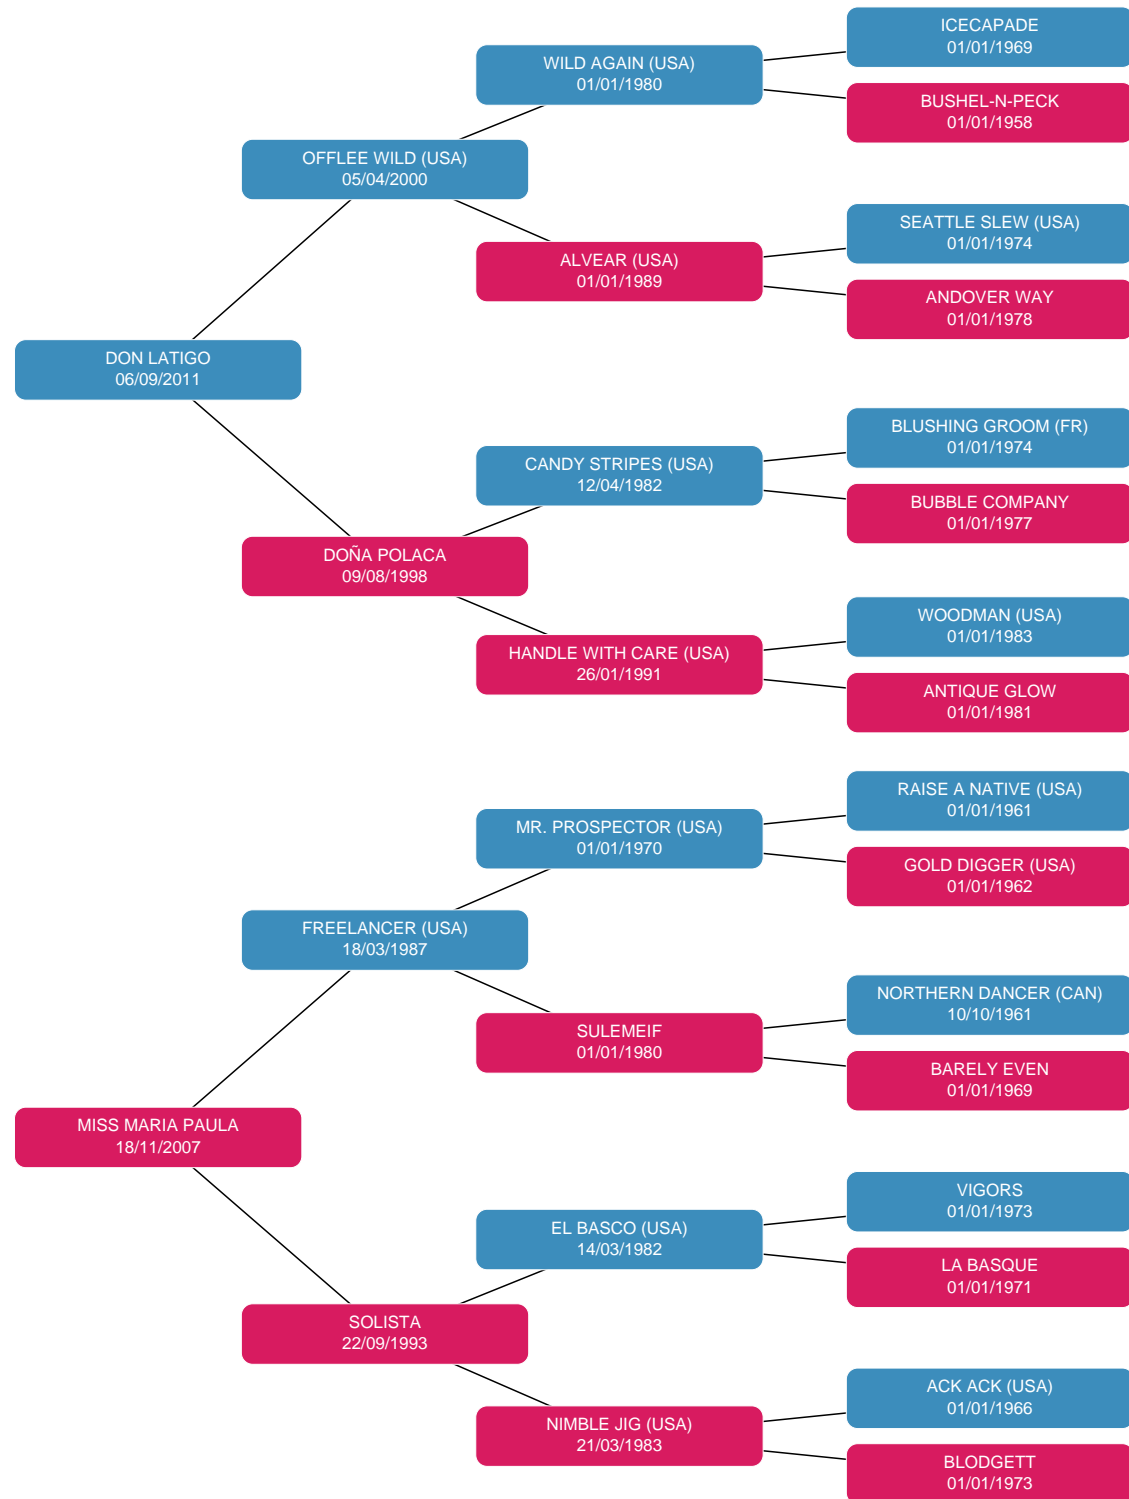 ICECAPADE
01/01/1969
WILD AGAIN (USA)
01/01/1980
BUSHEL-N-PECK
01/01/1958
OFFLEE WILD (USA)
05/04/2000
SEATTLE SLEW (USA)
01/01/1974
ALVEAR (USA)
01/01/1989
ANDOVER WAY
01/01/1978
DON LATIGO
06/09/2011
BLUSHING GROOM (FR)
01/01/1974
CANDY STRIPES (USA)
12/04/1982
BUBBLE COMPANY
01/01/1977
DOÑA POLACA
09/08/1998
WOODMAN (USA)
01/01/1983
HANDLE WITH CARE (USA)
26/01/1991
ANTIQUE GLOW
01/01/1981
RAISE A NATIVE (USA)
01/01/1961
MR. PROSPECTOR (USA)
01/01/1970
GOLD DIGGER (USA)
01/01/1962
FREELANCER (USA)
18/03/1987
NORTHERN DANCER (CAN)
10/10/1961
SULEMEIF
01/01/1980
BARELY EVEN
01/01/1969
MISS MARIA PAULA
18/11/2007
VIGORS
01/01/1973
EL BASCO (USA)
14/03/1982
LA BASQUE
01/01/1971
SOLISTA
22/09/1993
ACK ACK (USA)
01/01/1966
NIMBLE JIG (USA)
21/03/1983
BLODGETT
01/01/1973